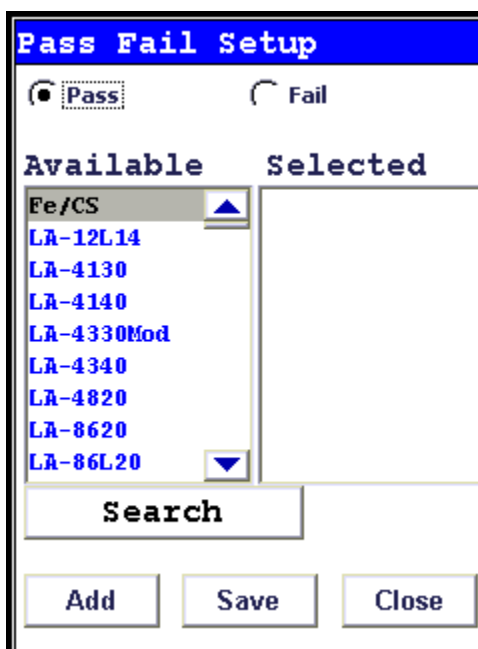 Pass Fail Setup
Pass Fail
Available Selected
Fe/CS
LA-12L14
LA-4130
LA-4140
LA-4330Mod
LA-4340
LA-4820
LA-8620
LA-86L20
Search
Add Save Close